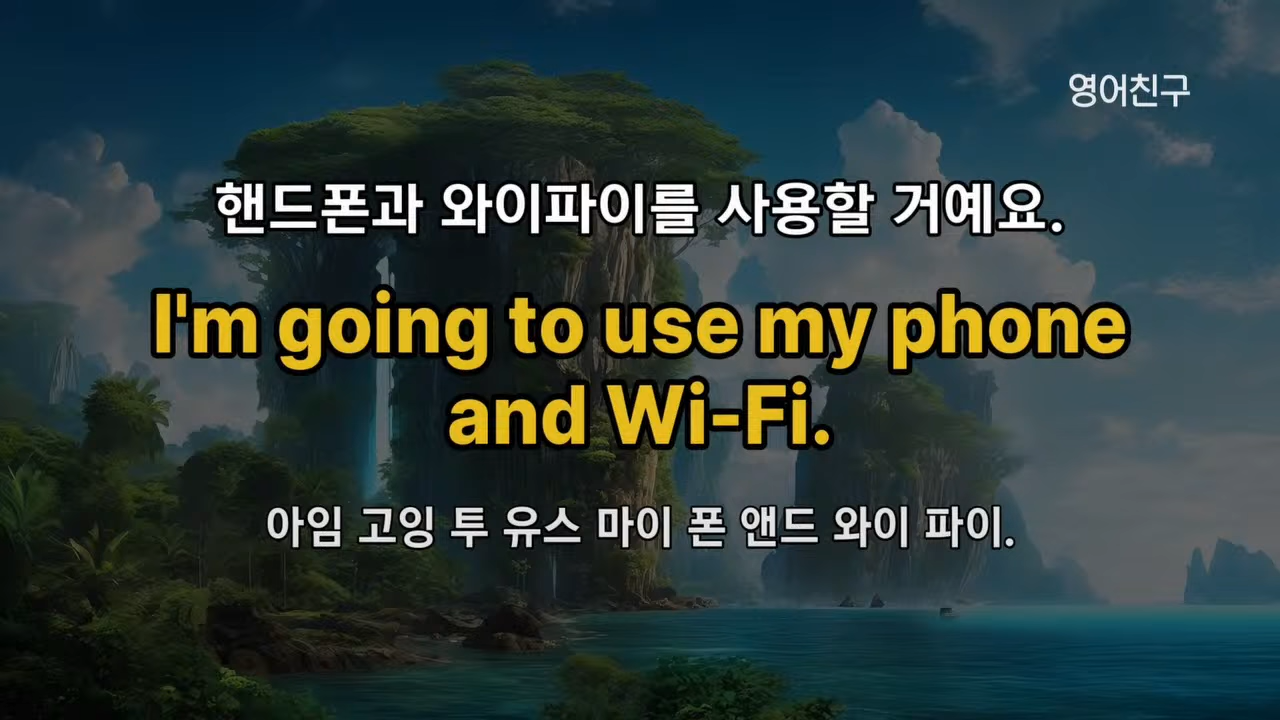 영어친구
핸드폰과 와이파이를 사용할 거예요.
I'm going to use my phone
and Wi-Fi.
아임 고잉 투 유스 마이 폰 앤드 와이 파이.